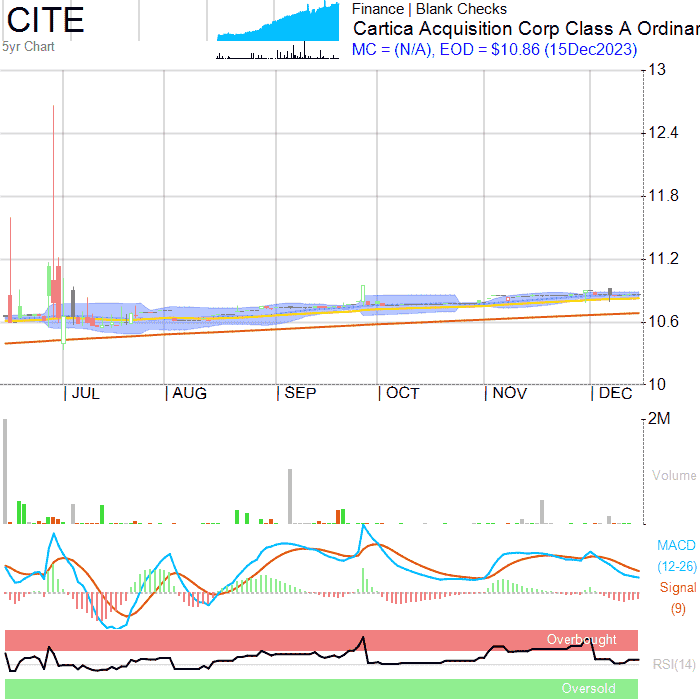 CITE
5yr Chart
Finance | Blank Checks
Cartica Acquisition Corp Class A Ordinar
MC = (N/A), EOD = $10.86 (15Dec2023)
13
12.4
11.8
11.2
10.6
10
JUL
AUG
SEP
OCT
NOV
DEC
2M
Volume
MACD
(12-26)
Signal
(9)
Overbought
RSI(14)
Oversold